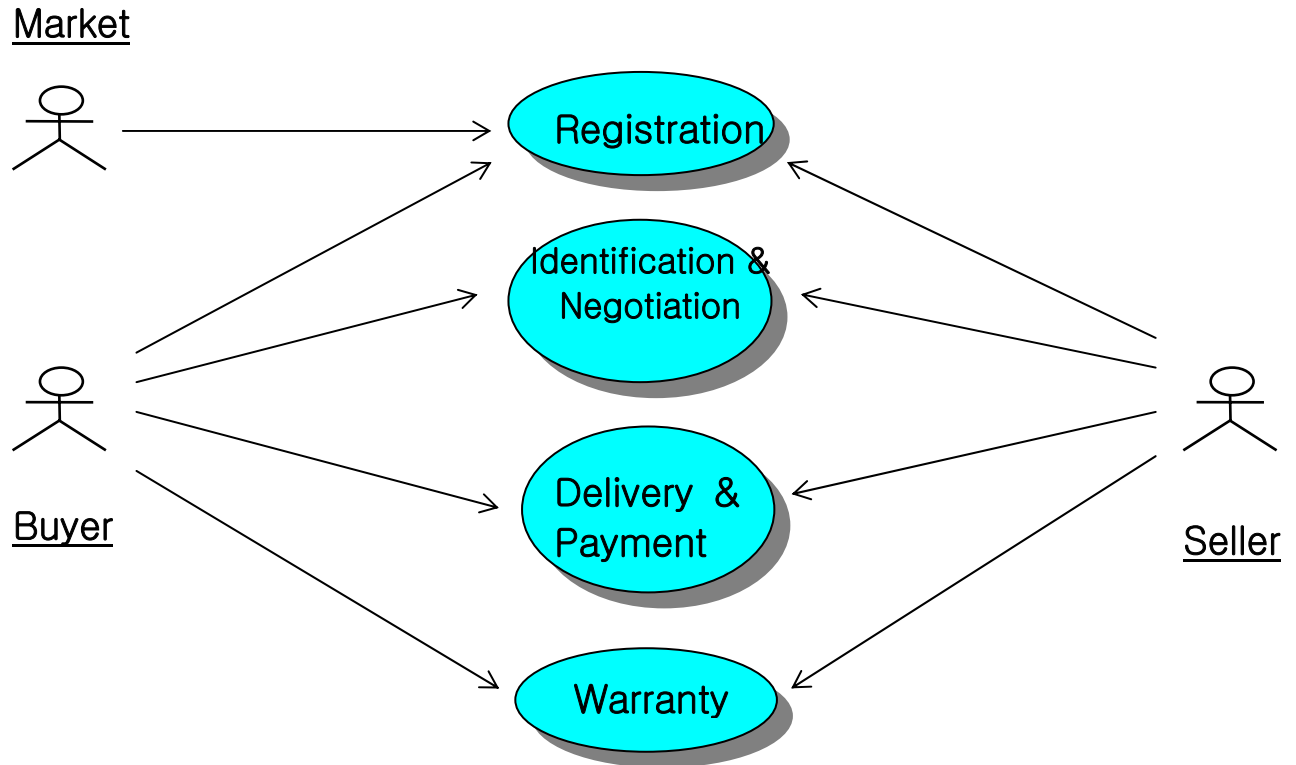 Market
Registration
Identification &
Negotiation
Delivery &
Payment
Buyer
Seller
Warranty